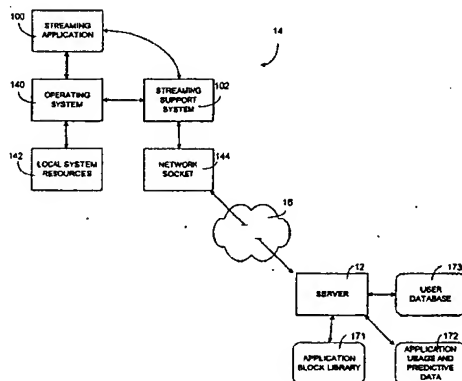 100
STREAMING
APPLICATION
14
140
OPERATING
SYSTEM
STREAMING
SUPPORT
SYSTEM
102
142
LOCAL SYSTEM
RESOURCES
NETWORK
SOCKET
144
16
12
SERVER
173
USER
DATABASE
171
APPLICATION
BLOCK LIBRARY
172
APPLICATION
USAGE AND
PREDICTIVE
DATA